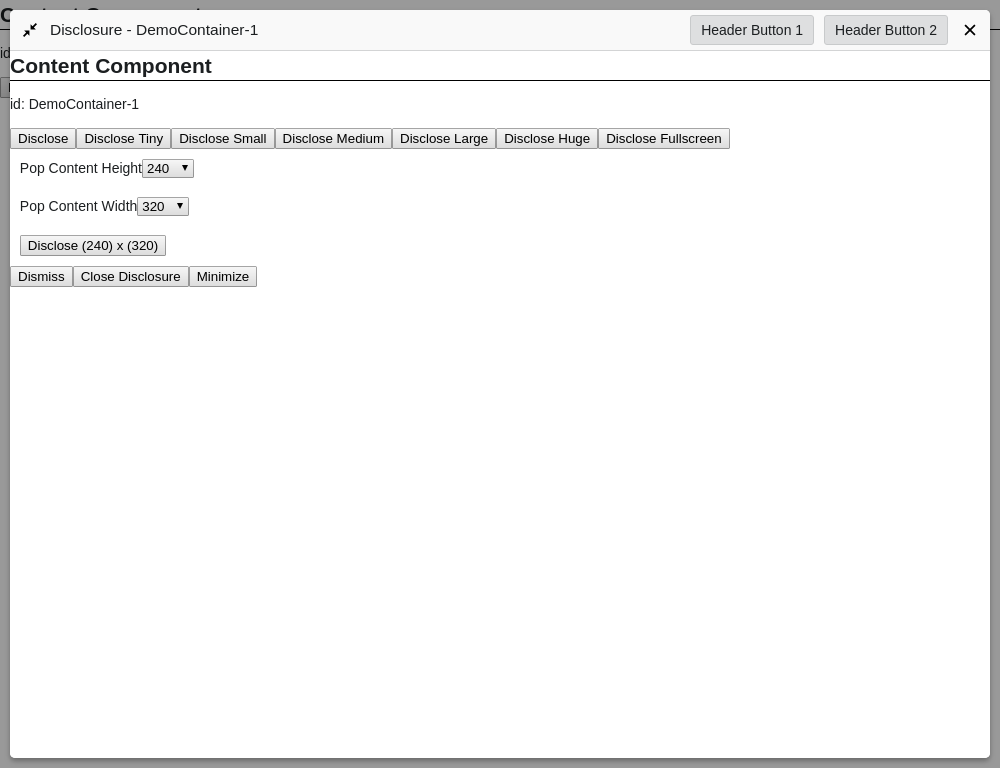 Disclosure - DemoContainer-1 Header Button 1 Header Button 2
Content Component
id: DemoContainer-1
Disclose Disclose Tiny Disclose Small Disclose Medium Disclose Large Disclose Huge Disclose Fullscreen
Pop Content Height 240
Pop Content Width 320
Disclose (240) x (320)
Dismiss Close Disclosure Minimize